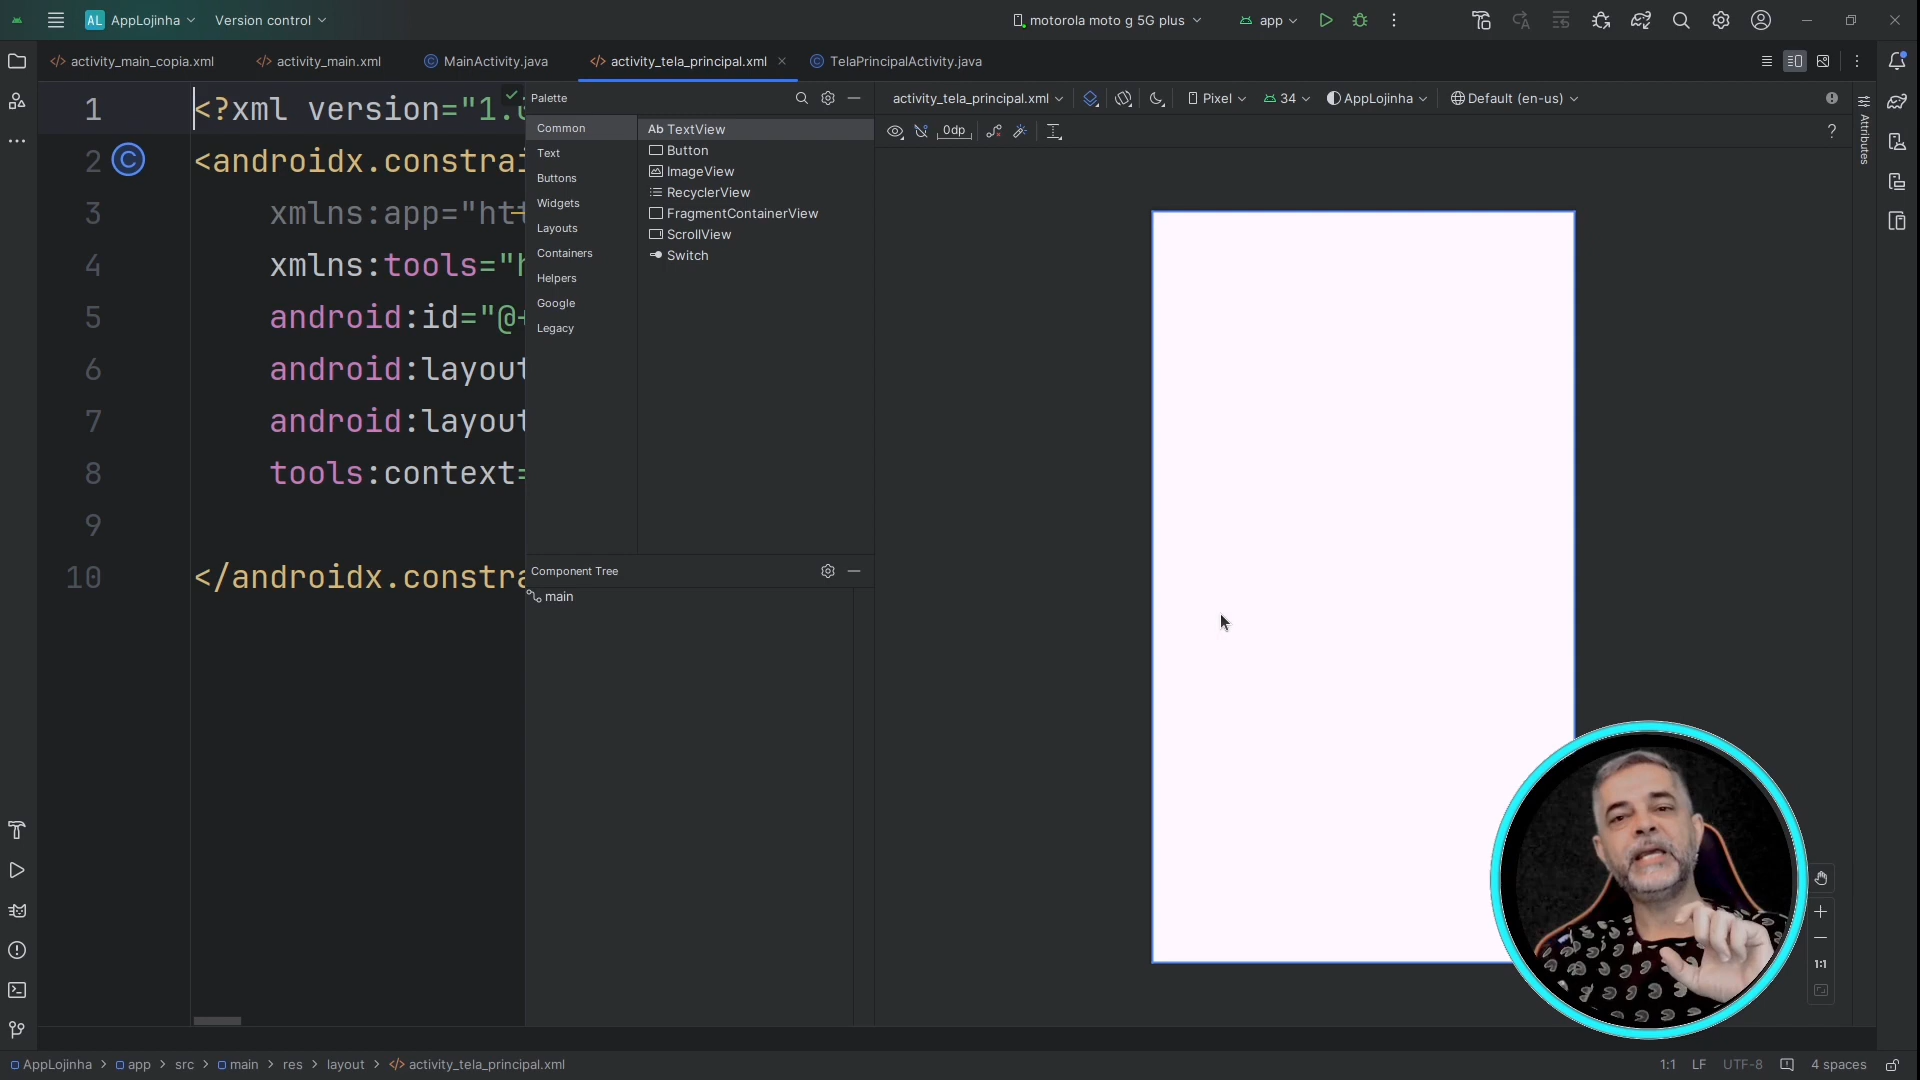 AL AppLojinha Version control motorola moto g 5G plus app
activity_main_copia.xml activity_main.xml MainActivity.java activity_tela_principal.xml TelaPrincipalActivity.java
Palette
Common
Text
Buttons
Widgets
Layouts
Containers
Helpers
Google
Legacy
Ab TextView
Button
ImageView
RecyclerView
FragmentContainerView
ScrollView
Switch
activity_tela_principal.xml Pixel 34 AppLojinha Default (en-us)
0dp ?
Attributes
1 <?xml version="1.
2 <androidx.constrai
3 xmlns:app="htt
4 xmlns:tools="h
5 android:id="@+
6 android:layout
7 android:layout
8 tools:context=
9
10 </androidx.constra
Component Tree
main
1:1
AppLojinha > app > src > main > res > layout > activity_tela_principal.xml 1:1 LF UTF-8 4 spaces